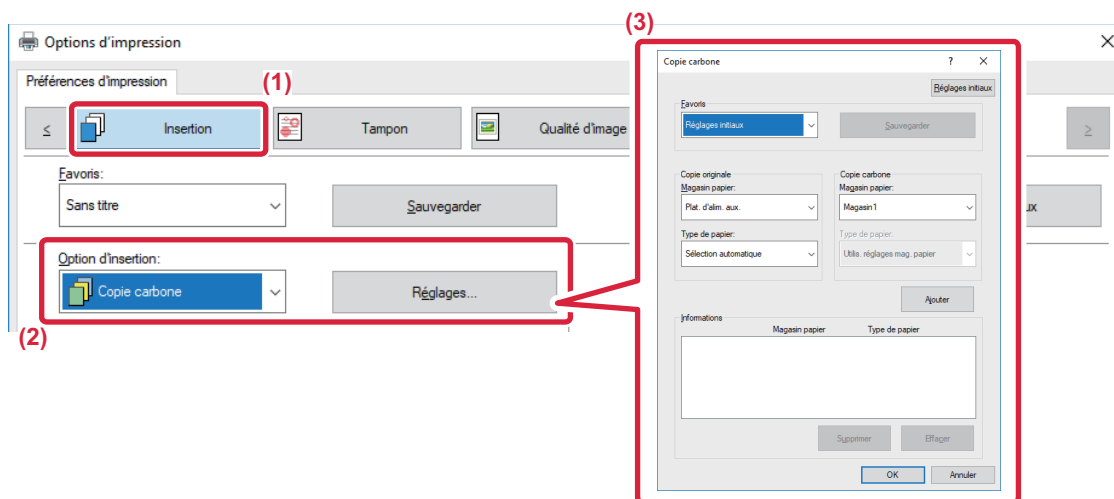 (3)
Options d'impression
Préférences d'impression
(1)
≤
Insertion
Tampon
Qualité d'image
≥
Favoris:
Sans titre
Sauvegarder
ux
Option d'insertion:
Copie carbone
Réglages...
(2)
Copie carbone
?
Réglages initiaux
Favoris
Réglages initiaux
Sauvegarder
Copie originale
Magasin papier:
Plat. d'alim. aux.
Type de papier:
Sélection automatique
Copie carbone
Magasin papier:
Magasin1
Type de papier:
Utilis. réglages mag. papier
Ajouter
Informations
Magasin papier Type de papier
Supprimer
Effacer
OK
Annuler